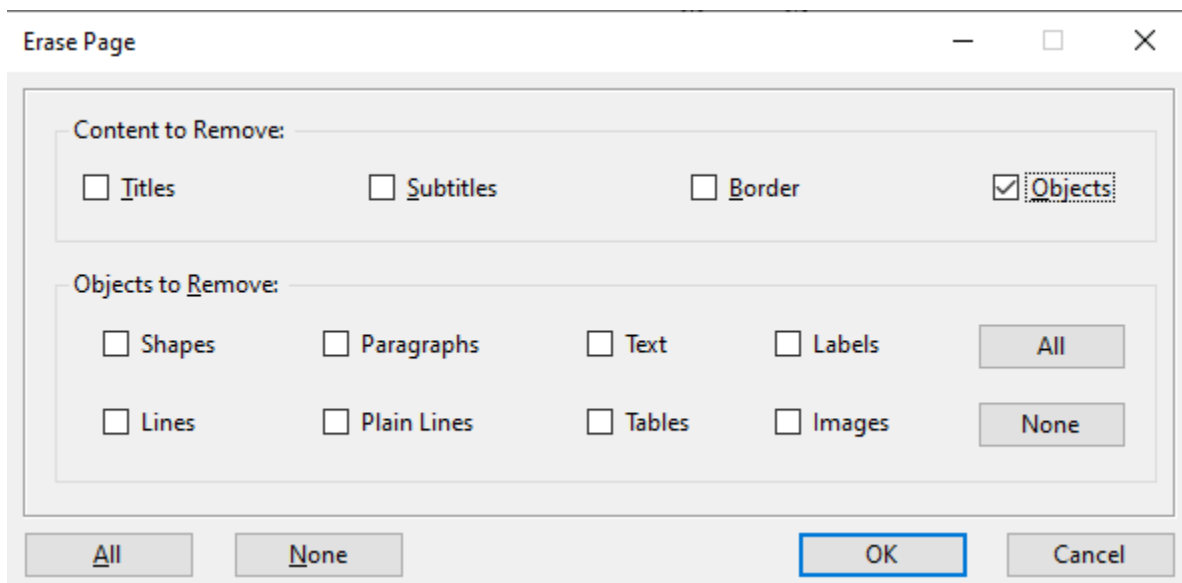 Erase Page
Content to Remove:
Titles Subtitles Border Objects
Objects to Remove:
Shapes Paragraphs Text Labels All
Lines Plain Lines Tables Images None
All None OK Cancel